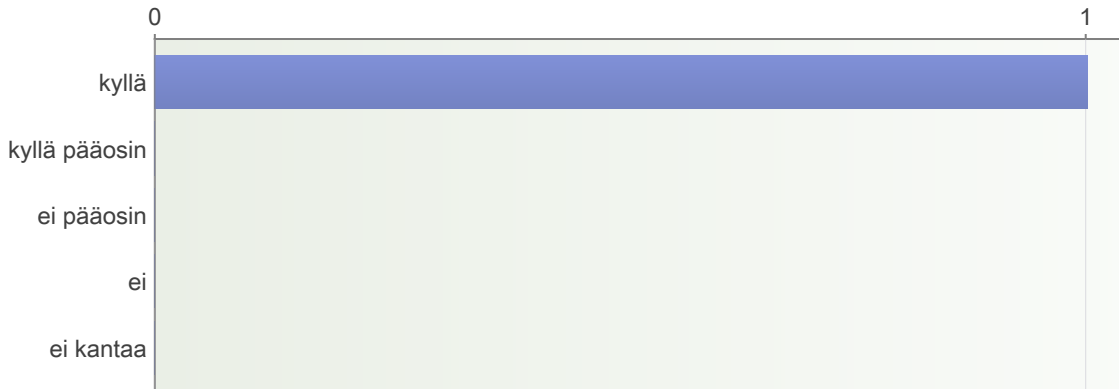 0 1
kyllä
kyllä pääosin
ei pääosin
ei
ei kantaa